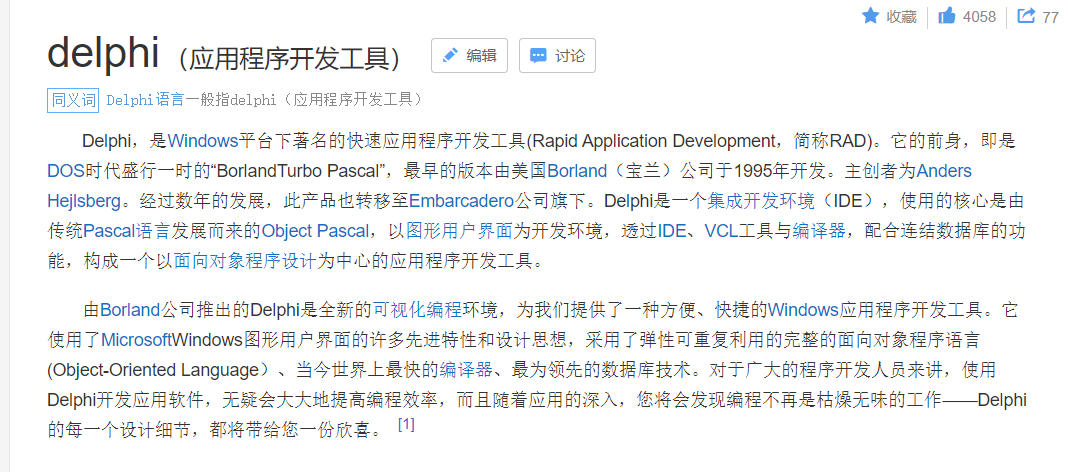 收藏 4058 77
delphi（应用程序开发工具） 编辑 讨论
同义词 Delphi语言一般指delphi（应用程序开发工具）
Delphi，是Windows平台下著名的快速应用程序开发工具(Rapid Application Development，简称RAD)。它的前身，即是
DOS时代盛行一时的“BorlandTurbo Pascal”，最早的版本由美国Borland（宝兰）公司于1995年开发。主创者为Anders
Hejlsberg。经过数年的发展，此产品也转移至Embarcadero公司旗下。Delphi是一个集成开发环境（IDE），使用的核心是由
传统Pascal语言发展而来的Object Pascal，以图形用户界面为开发环境，透过IDE、VCL工具与编译器，配合连结数据库的功
能，构成一个以面向对象程序设计为中心的应用程序开发工具。
由Borland公司推出的Delphi是全新的可视化编程环境，为我们提供了一种方便、快捷的Windows应用程序开发工具。它
使用了MicrosoftWindows图形用户界面的许多先进特性和设计思想，采用了弹性可重复利用的完整的面向对象程序语言
(Object-Oriented Language）、当今世界上最快的编译器、最为领先的数据库技术。对于广大的程序开发人员来讲，使用
Delphi开发应用软件，无疑会大大地提高编程效率，而且随着应用的深入，您将会发现编程不再是枯燥无味的工作——Delphi
的每一个设计细节，都将带给您一份欣喜。 [1]